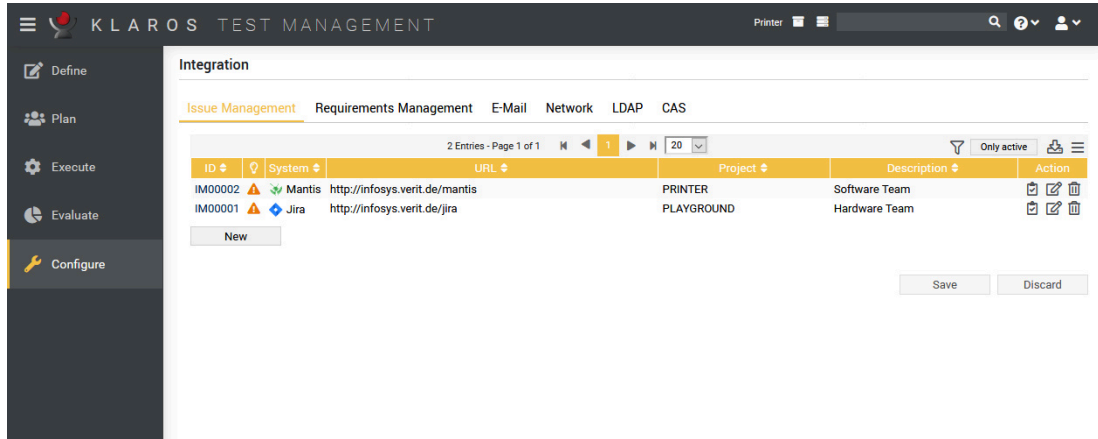 KLAROS TEST MANAGEMENT
Printer
Define
Plan
Execute
Evaluate
Configure
Integration
Issue Management Requirements Management E-Mail Network LDAP CAS
2 Entries - Page 1 of 1 1 20 Only active
ID System URL Project Description Action
IM00002 Mantis http://infosys.verit.de/mantis PRINTER Software Team
IM00001 Jira http://infosys.verit.de/jira PLAYGROUND Hardware Team
New
Save Discard